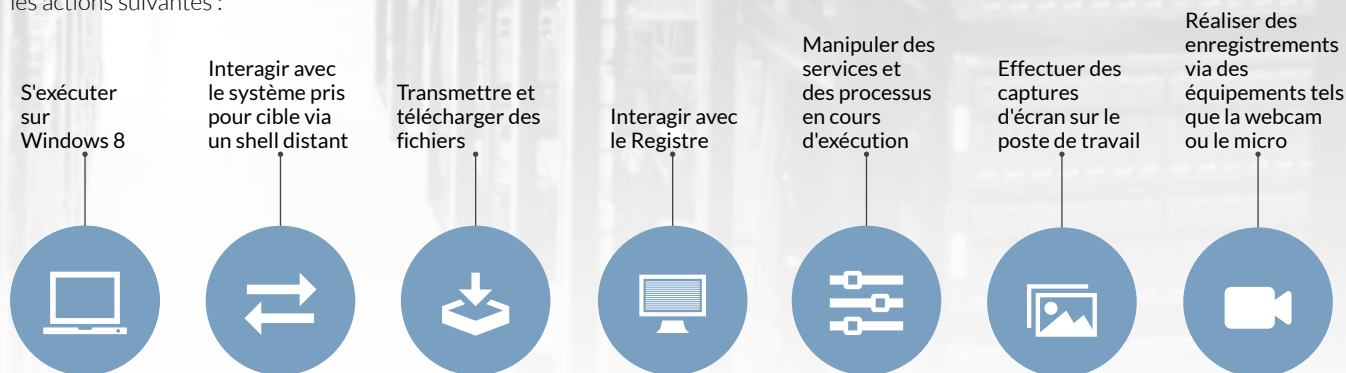 les actions suivantes :
S'exécuter
sur
Windows 8
Interagir avec
le système pris
pour cible via
un shell distant
Transmettre et
télécharger des
fichiers
Interagir avec
le Registre
Manipuler des
services et
des processus
en cours
d'exécution
Effectuer des
captures
d'écran sur le
poste de travail
Réaliser des
enregistrements
via des
équipements tels
que la webcam
ou le micro